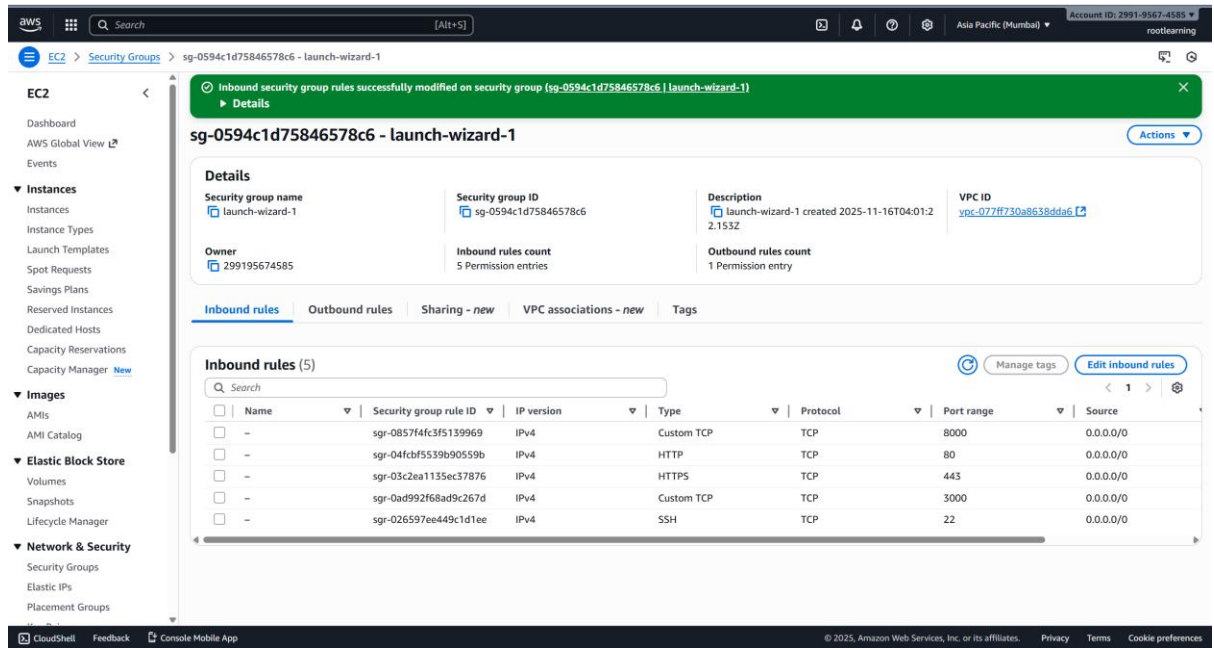 aws
Search [Alt+S] Asia Pacific (Mumbai) ▼ Account ID: 2991-9567-4585 ▼
rootlearning
EC2 > Security Groups > sg-0594c1d75846578c6 - launch-wizard-1
EC2
Dashboard
AWS Global View
Events
▼ Instances
Instances
Instance Types
Launch Templates
Spot Requests
Savings Plans
Reserved Instances
Dedicated Hosts
Capacity Reservations
Capacity Manager New
▼ Images
AMIs
AMI Catalog
▼ Elastic Block Store
Volumes
Snapshots
Lifecycle Manager
▼ Network & Security
Security Groups
Elastic IPs
Placement Groups
Inbound security group rules successfully modified on security group (sg-0594c1d75846578c6 | launch-wizard-1)
▶ Details
sg-0594c1d75846578c6 - launch-wizard-1
Actions ▼
Details
Security group name Security group ID Description VPC ID
launch-wizard-1 sg-0594c1d75846578c6 launch-wizard-1 created 2025-11-16T04:01:2 vpc-077ff730a8638dda6
2.153Z
Owner Inbound rules count Outbound rules count
299195674585 5 Permission entries 1 Permission entry
Inbound rules Outbound rules Sharing - new VPC associations - new Tags
Inbound rules (5) Manage tags Edit inbound rules
Search < 1 >
Name Security group rule ID IP version Type Protocol Port range Source
– sgr-0857f4fc3f5139969 IPv4 Custom TCP TCP 8000 0.0.0.0/0
– sgr-04fcbf5539b90559b IPv4 HTTP TCP 80 0.0.0.0/0
– sgr-03c2ea1135ec37876 IPv4 HTTPS TCP 443 0.0.0.0/0
– sgr-0ad992f68ad9c267d IPv4 Custom TCP TCP 3000 0.0.0.0/0
– sgr-026597ee449c1d1ee IPv4 SSH TCP 22 0.0.0.0/0
CloudShell Feedback Console Mobile App © 2025, Amazon Web Services, Inc. or its affiliates. Privacy Terms Cookie preferences